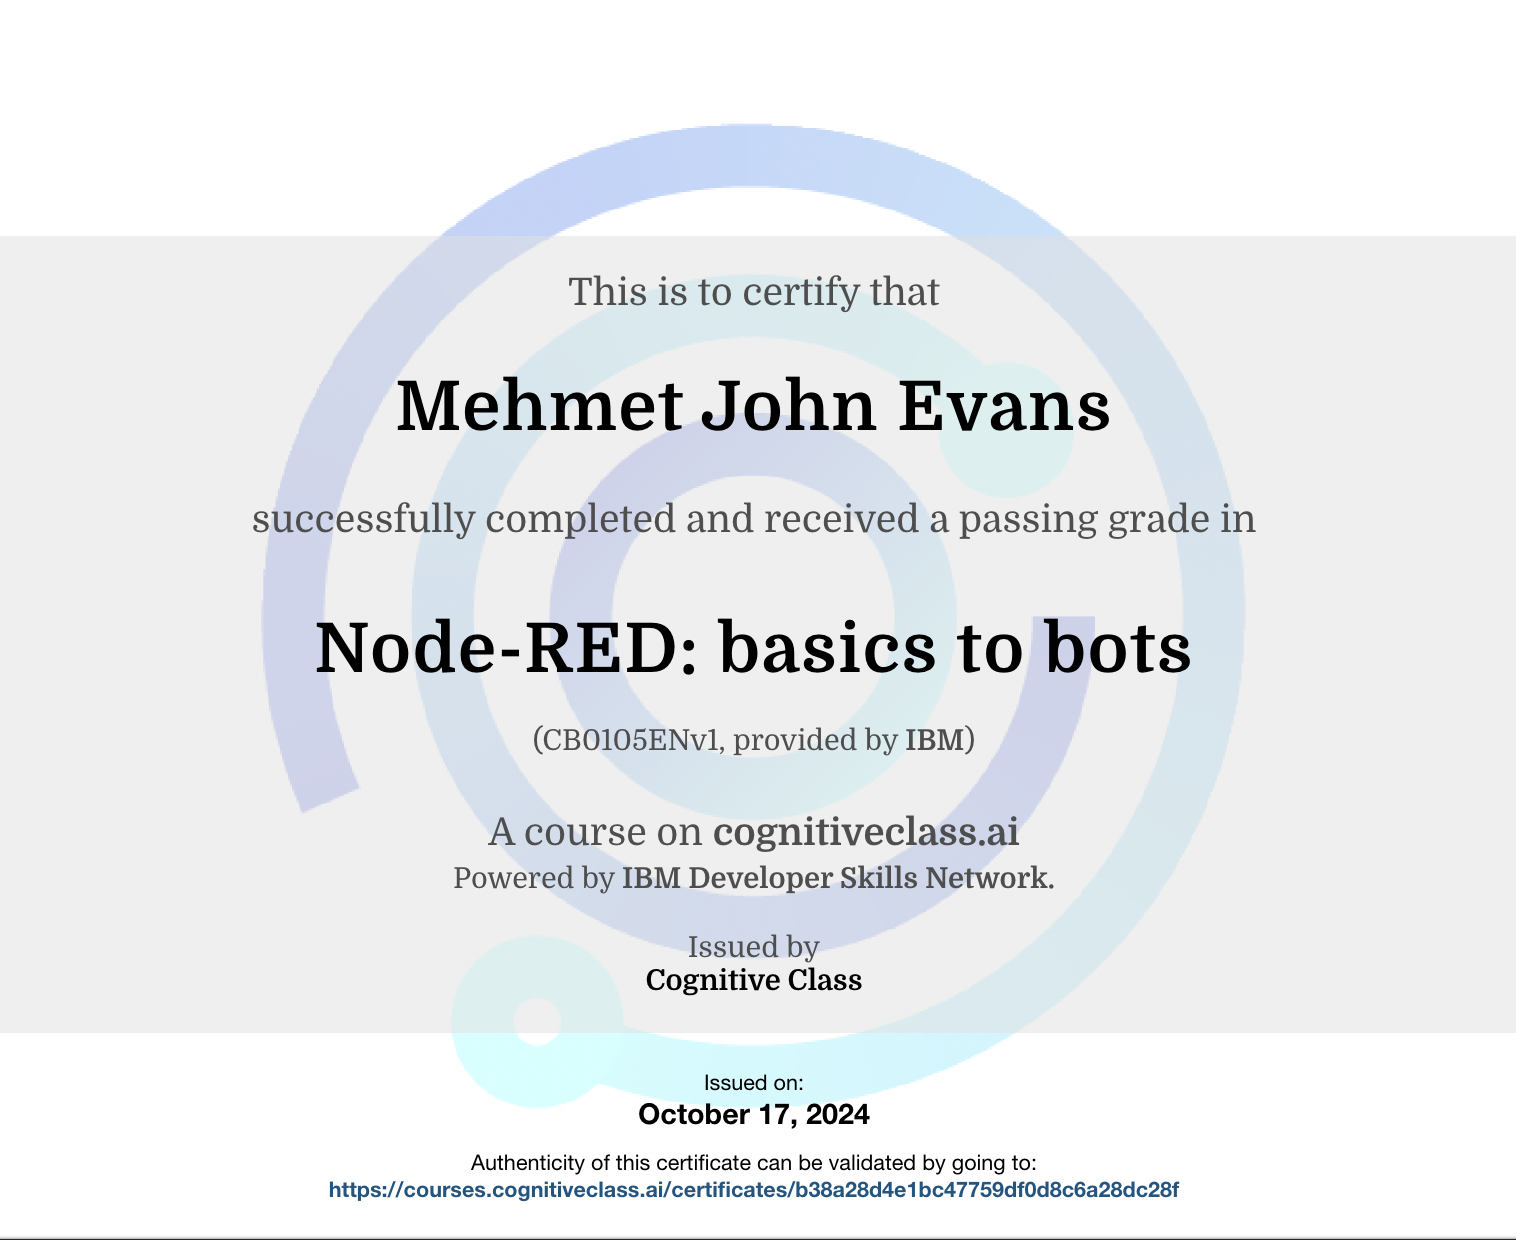 This is to certify that
Mehmet John Evans
successfully completed and received a passing grade in
Node-RED: basics to bots
(CB0105ENv1, provided by IBM)
A course on cognitiveclass.ai
Powered by IBM Developer Skills Network.
Issued by
Cognitive Class
Issued on:
October 17, 2024
Authenticity of this certificate can be validated by going to:
https://courses.cognitiveclass.ai/certificates/b38a28d4e1bc47759df0d8c6a28dc28f